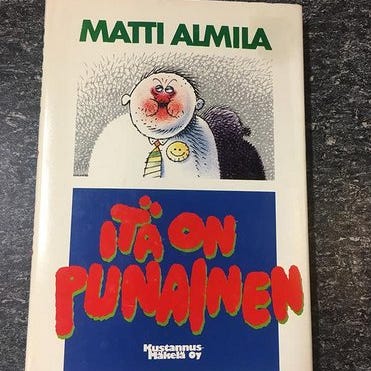 MATTI ALMILA
ITÄ ON
PUNAINEN
Kustannus-
Mäkelä OY